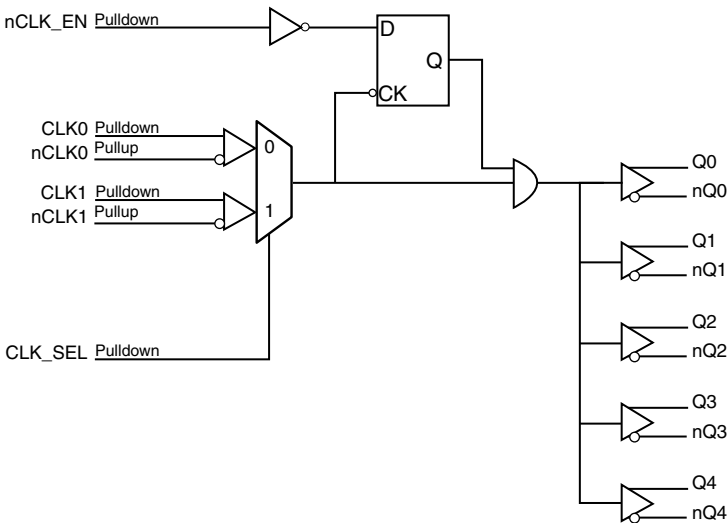 nCLK_EN Pulldown
D
Q
CK
CLK0 Pulldown
nCLK0 Pullup
0
CLK1 Pulldown
nCLK1 Pullup
1
CLK_SEL Pulldown
Q0
nQ0
Q1
nQ1
Q2
nQ2
Q3
nQ3
Q4
nQ4